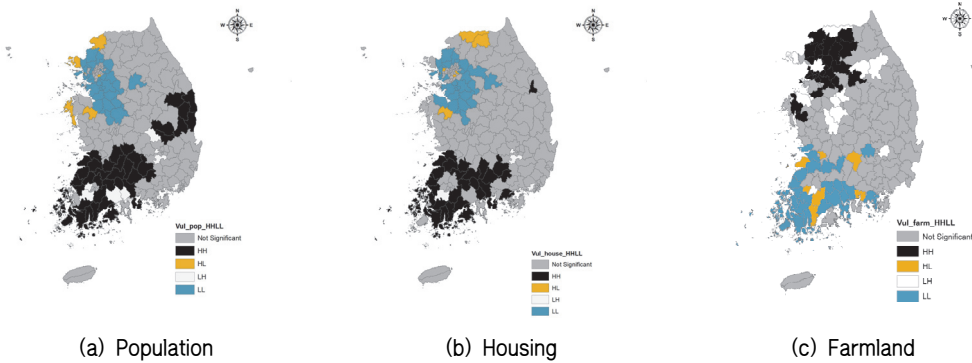 N
W E
S
Vul_pop_HHLL
Not Significant
HH
HL
LH
LL
(a) Population
N
W E
S
Vul_house_HHLL
Not Significant
HH
HL
LH
LL
(b) Housing
N
W E
S
Vul_farm_HHLL
Not Significant
HH
HL
LH
LL
(c) Farmland